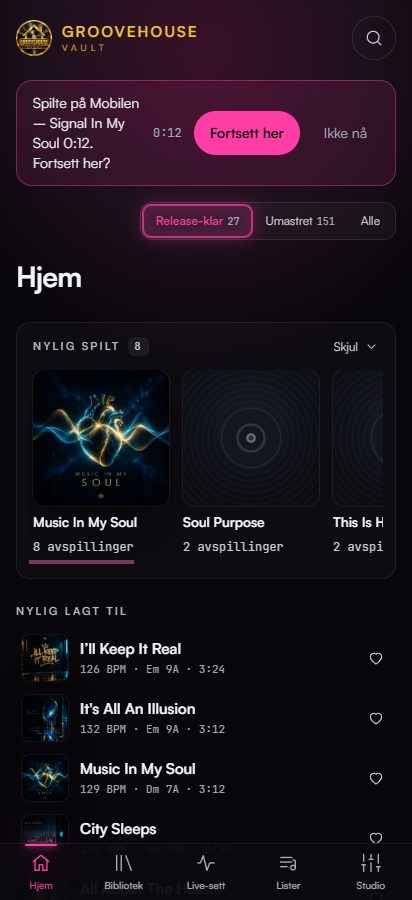 GROOVEHOUSE
VAULT
Spilte på Mobilen
— Signal In My
Soul 0:12.
Fortsett her?
0:12
Fortsett her
Ikke nå
Release-klar 27
Umastret 151
Alle
Hjem
NYLIG SPILT 8
Skjul
MUSIC IN MY
SOUL
Music In My Soul
8 avspillinger
Soul Purpose
2 avspillinger
This Is H
2 avspi
NYLIG LAGT TIL
I'LL KEEP IT REAL
I'll Keep It Real
126 BPM · Em 9A · 3:24
It's All An Illusion
132 BPM · Em 9A · 3:12
Music In My Soul
129 BPM · Dm 7A · 3:12
City Sleeps
Hjem
Bibliotek
Live-sett
Lister
Studio